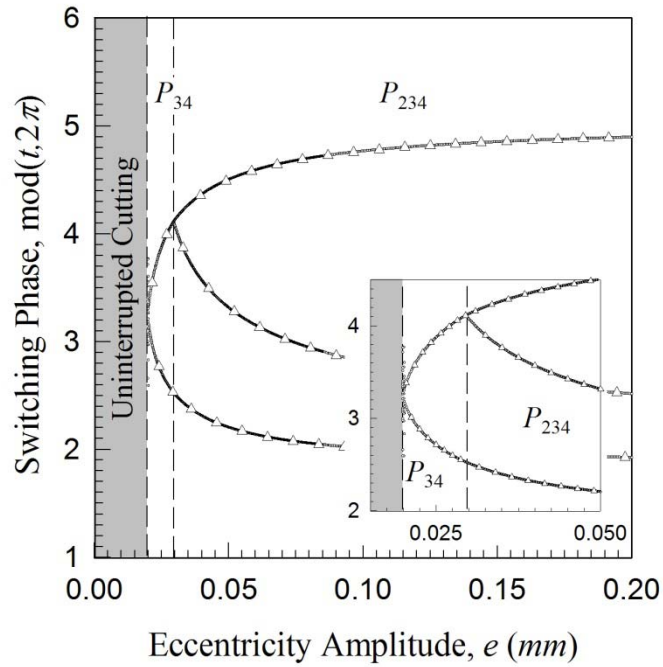 6
5
4
3
2
1
Switching Phase, mod(t,2π)
Uninterrupted Cutting
P34
P234
4
3
2
P34
P234
0.025
0.050
0.00
0.05
0.10
0.15
0.20
Eccentricity Amplitude, e (mm)